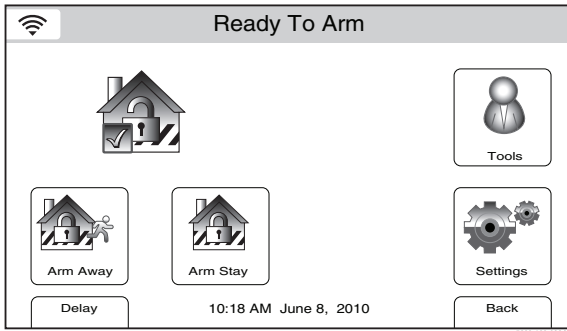 Ready To Arm
Tools
Arm Away
Arm Stay
Settings
Delay
10:18 AM June 8, 2010
Back